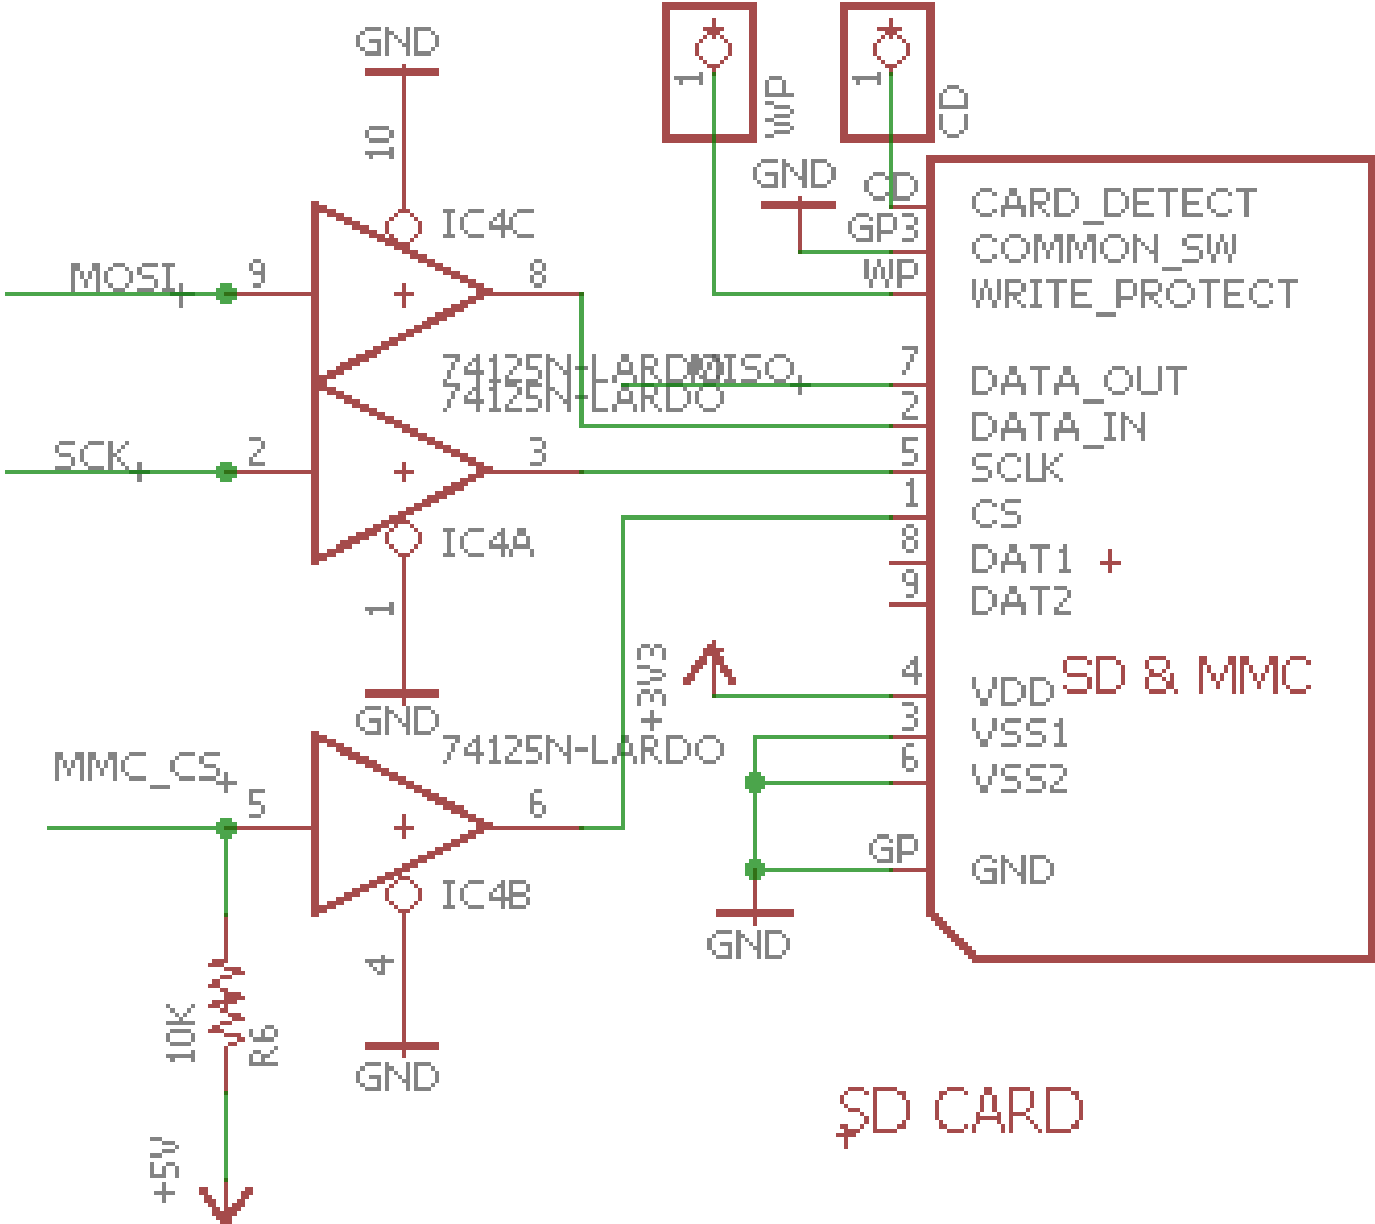 GND
10
IC4C
MOSI
9
8
74125N-LARDO
74125N-LARDO
SCK
2
3
IC4A
1
GND
74125N-LARDO
MMC_CS
5
6
IC4B
4
GND
10K
R6
+5V
1
WP
1
CD
GND
CD
CARD_DETECT
GP3
COMMON_SW
WP
WRITE_PROTECT
MISO
7
DATA_OUT
2
DATA_IN
5
SCLK
1
CS
8
DAT1
9
DAT2
+3V3
4
VDD
SD & MMC
3
VSS1
6
VSS2
GP
GND
GND
SD CARD